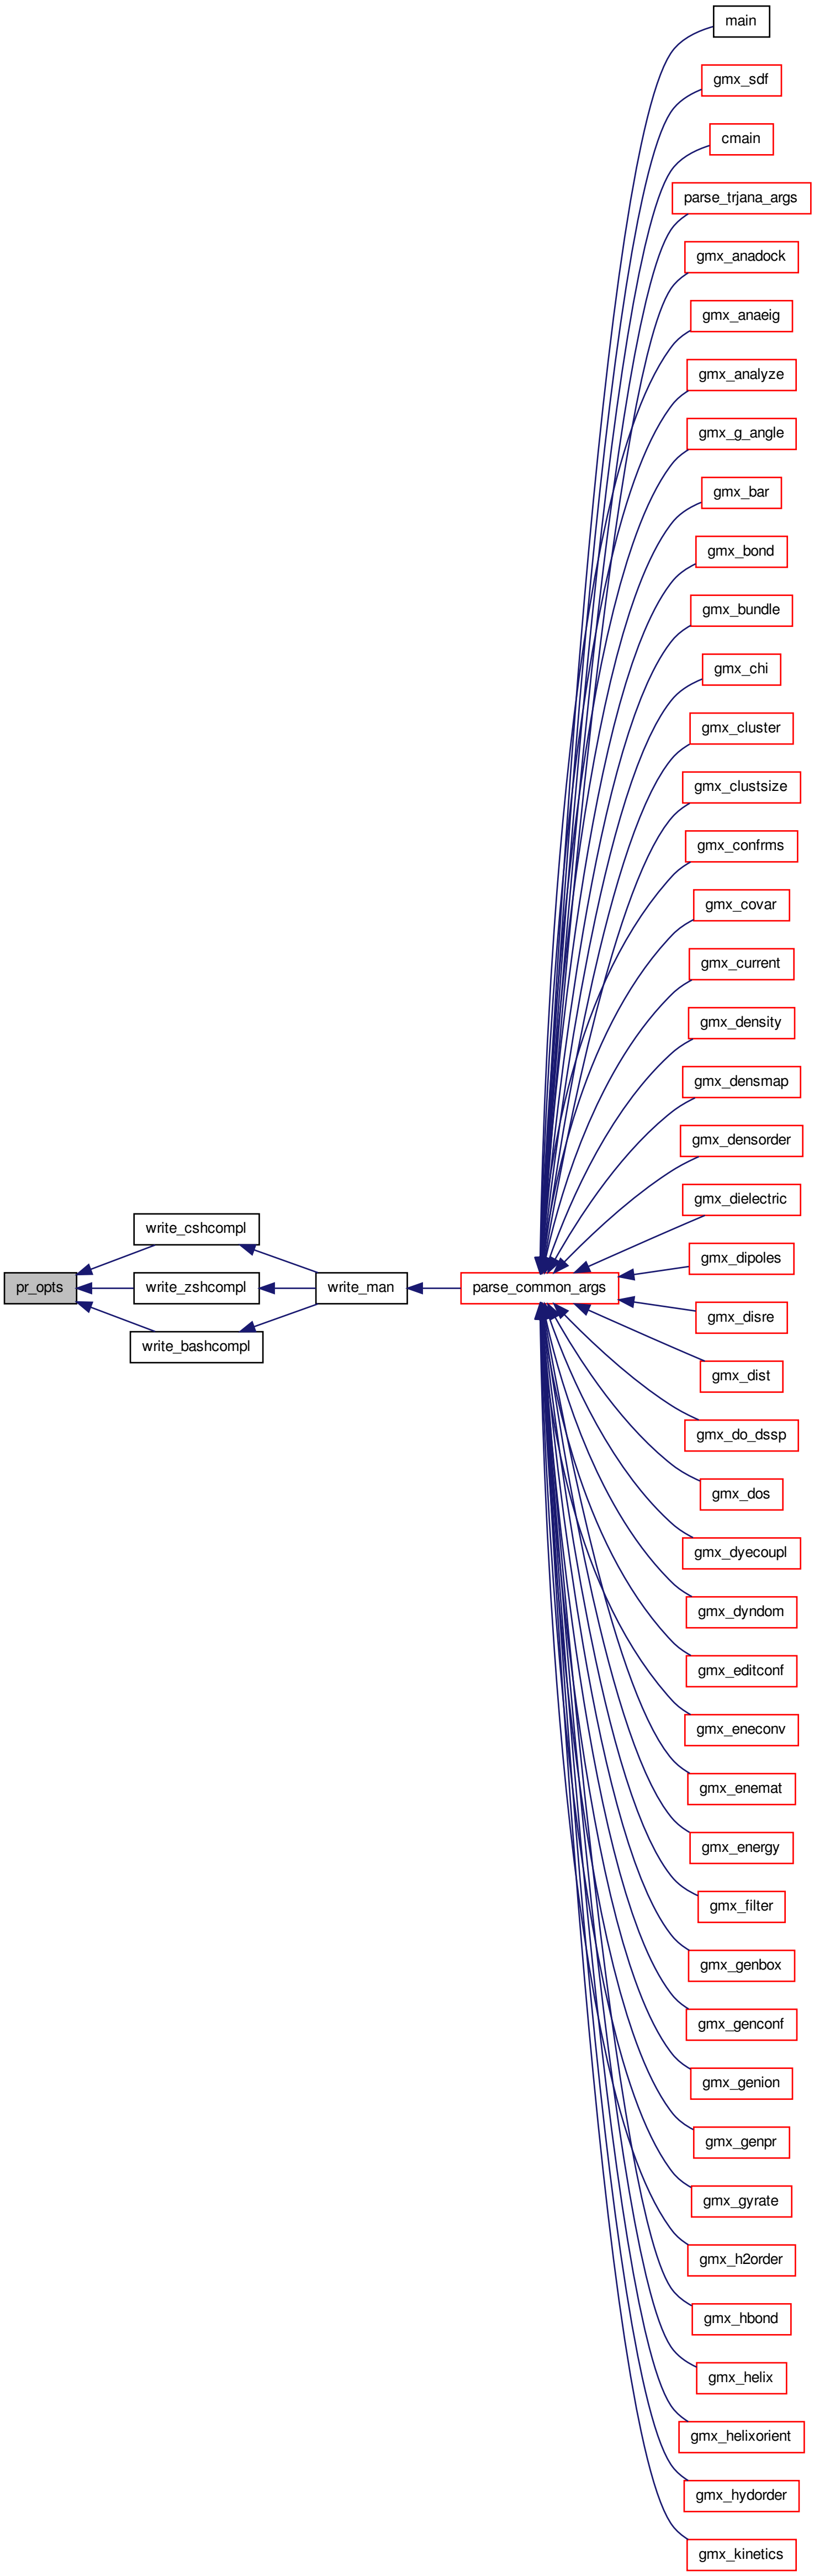 main
gmx_sdf
cmain
parse_trjana_args
gmx_anadock
gmx_anaeig
gmx_analyze
gmx_g_angle
gmx_bar
gmx_bond
gmx_bundle
gmx_chi
gmx_cluster
gmx_clustsize
gmx_confrms
gmx_covar
gmx_current
gmx_density
gmx_densmap
gmx_densorder
gmx_dielectric
write_cshcompl
gmx_dipoles
pr_opts
write_zshcompl
write_man
parse_common_args
gmx_disre
write_bashcompl
gmx_dist
gmx_do_dssp
gmx_dos
gmx_dyecoupl
gmx_dyndom
gmx_editconf
gmx_eneconv
gmx_enemat
gmx_energy
gmx_filter
gmx_genbox
gmx_genconf
gmx_genion
gmx_genpr
gmx_gyrate
gmx_h2order
gmx_hbond
gmx_helix
gmx_helixorient
gmx_hydorder
gmx_kinetics